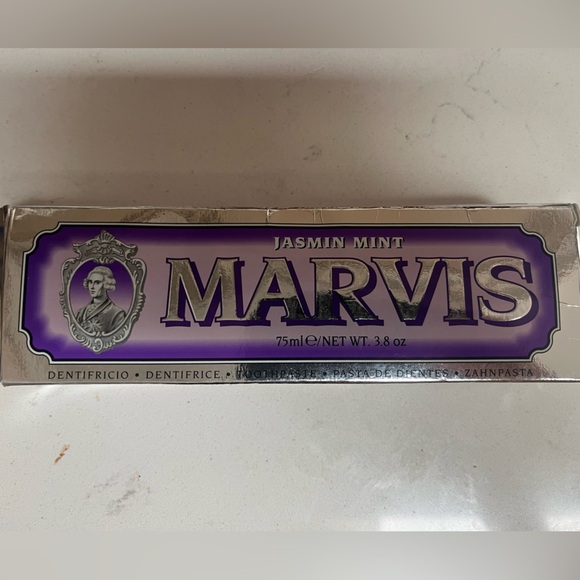 JASMIN MINT
MARVIS
75ml℮/NET WT. 3.8 oz
DENTIFRICIO • DENTIFRICE • TOOTHPASTE • PASTA DE DIENTES • ZAHNPASTA